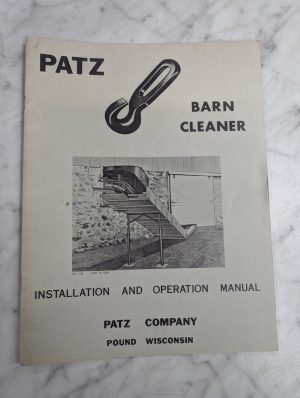 PATZ
BARN
CLEANER
INSTALLATION AND OPERATION MANUAL
PATZ COMPANY
POUND WISCONSIN